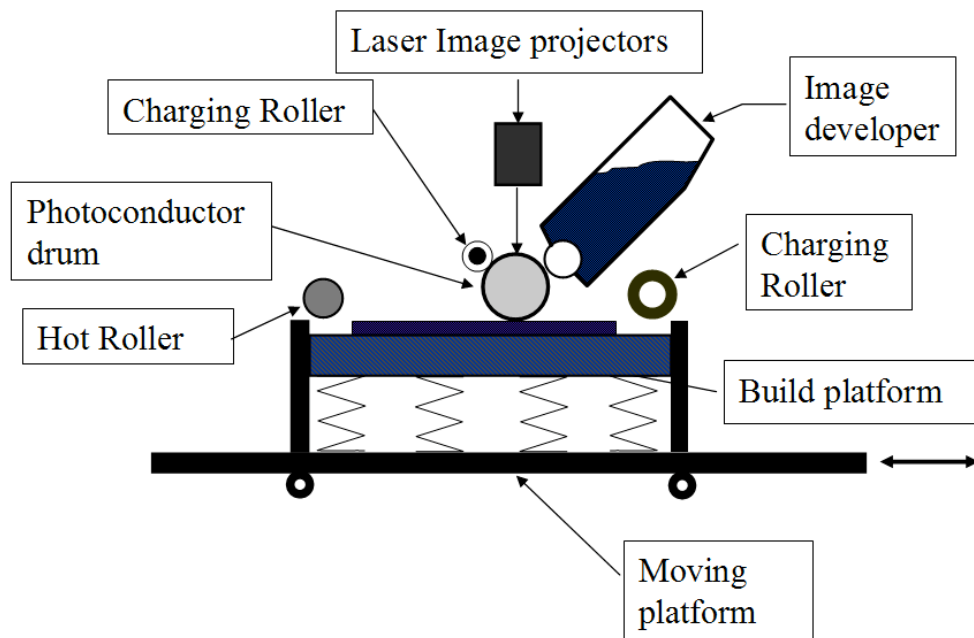 Laser Image projectors
Charging Roller
Image
developer
Photoconductor
drum
Charging
Roller
Hot Roller
Build platform
Moving
platform